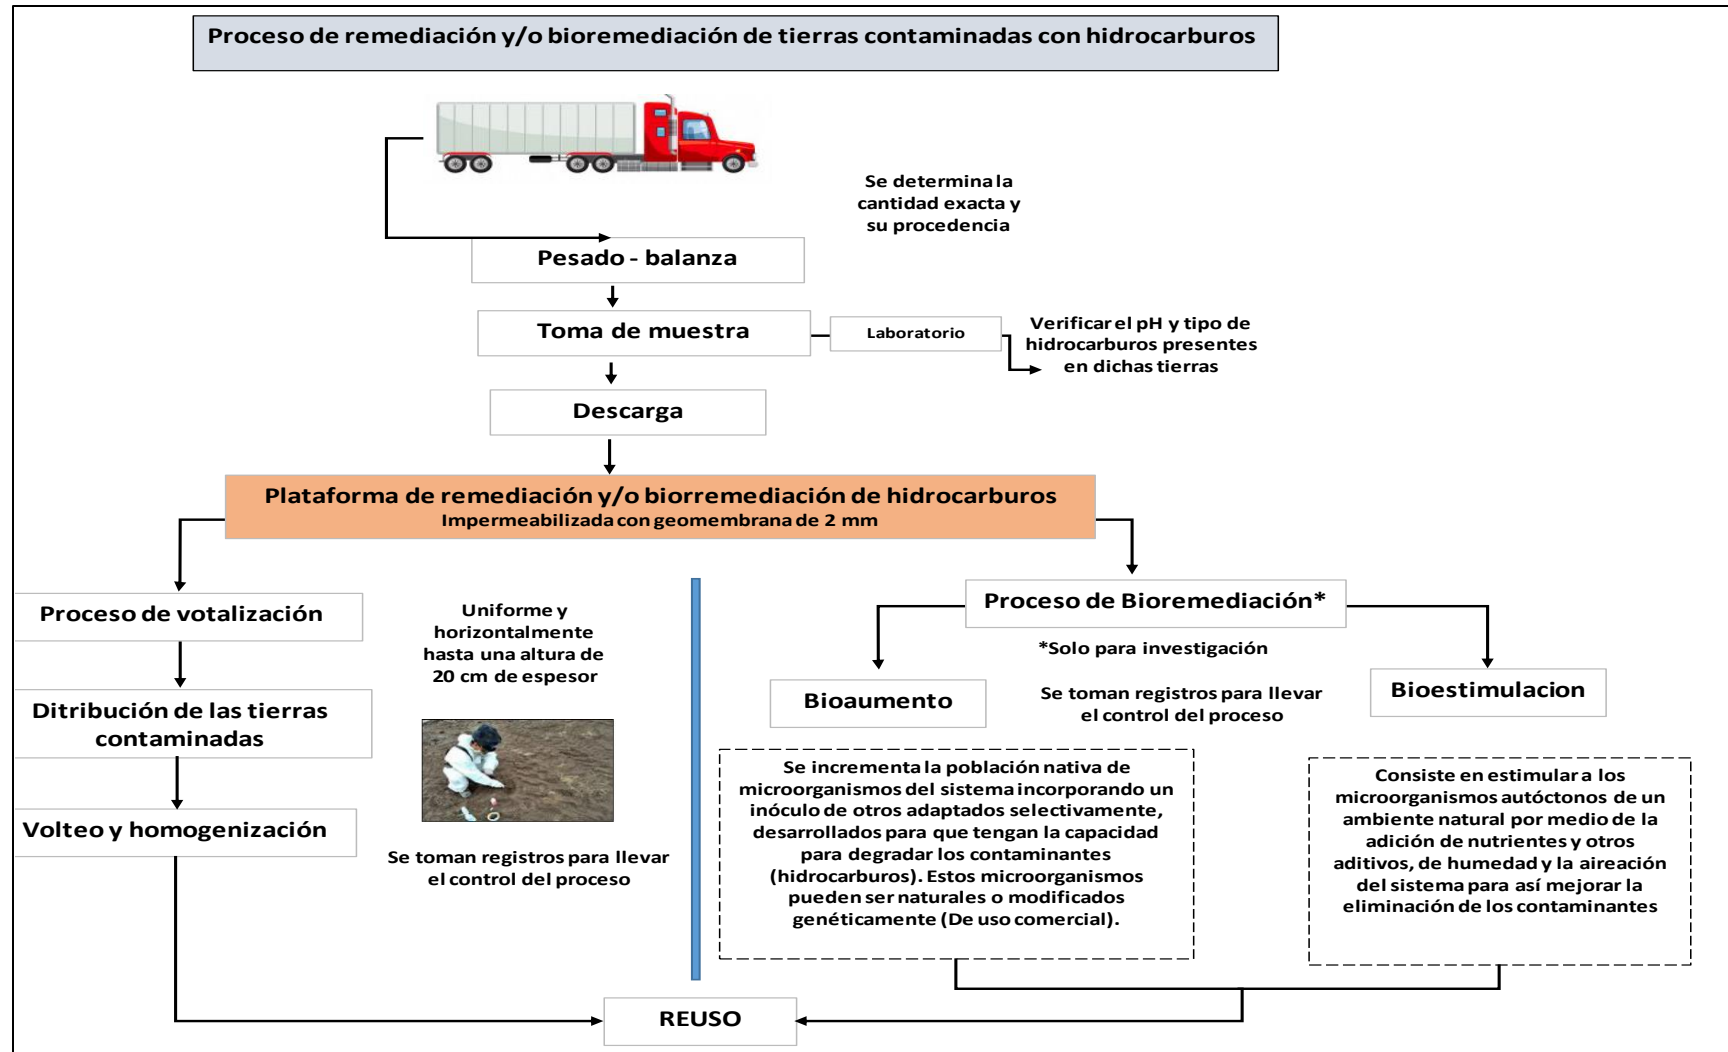 Proceso de remediación y/o bioremediación de tierras contaminadas con hidrocarburos
Se determina la
cantidad exacta y
su procedencia
Pesado - balanza
Toma de muestra
Laboratorio
Verificar el pH y tipo de
hidrocarburos presentes
en dichas tierras
Descarga
Plataforma de remediación y/o biorremediación de hidrocarburos
Impermeabilizada con geomembrana de 2 mm
Proceso de votalización
Uniforme y
horizontalmente
hasta una altura de
20 cm de espesor
Ditribución de las tierras
contaminadas
Volteo y homogenización
Se toman registros para llevar
el control del proceso
Proceso de Bioremediación*
*Solo para investigación
Bioaumento
Se toman registros para llevar
el control del proceso
Bioestimulacion
Se incrementa la población nativa de
microorganismos del sistema incorporando un
inóculo de otros adaptados selectivamente,
desarrollados para que tengan la capacidad
para degradar los contaminantes
(hidrocarburos). Estos microorganismos
pueden ser naturales o modificados
genéticamente (De uso comercial).
Consiste en estimular a los
microorganismos autóctonos de un
ambiente natural por medio de la
adición de nutrientes y otros
aditivos, de humedad y la aireación
del sistema para así mejorar la
eliminación de los contaminantes
REUSO